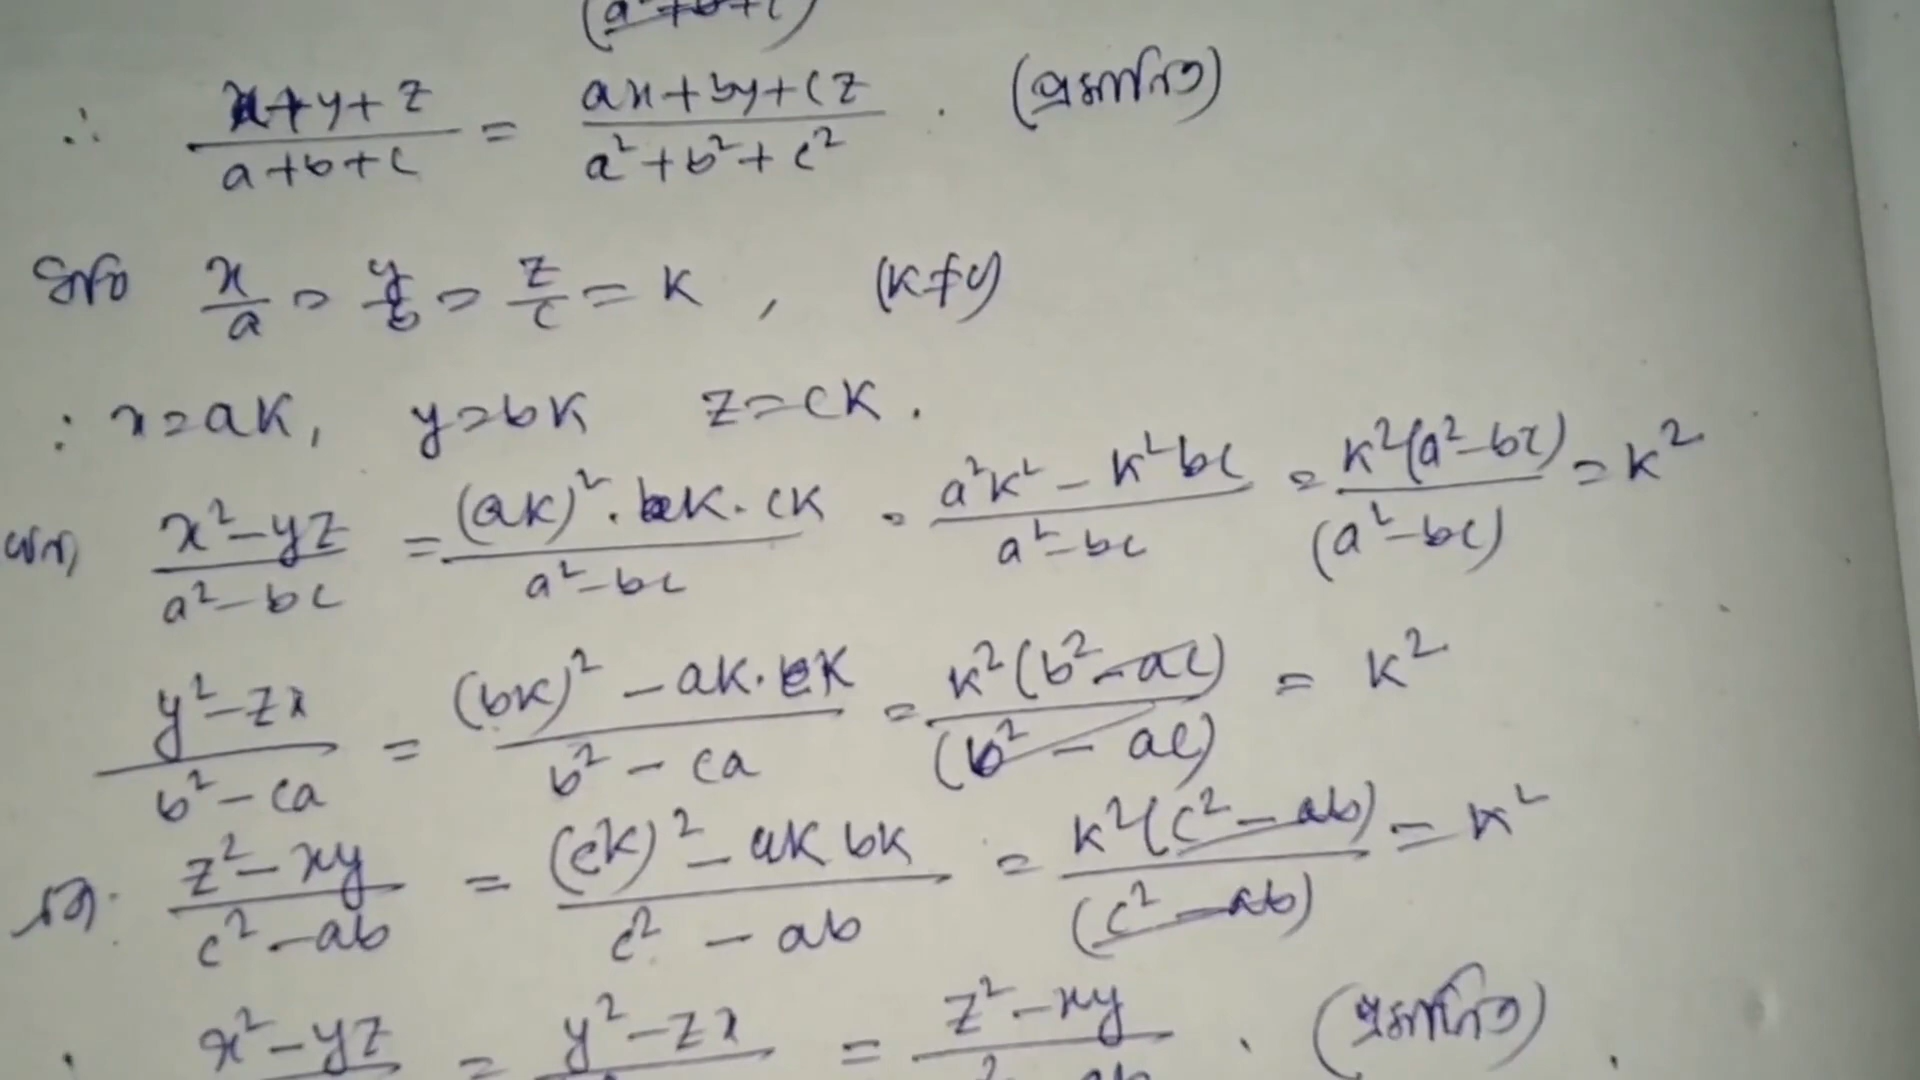 (a²+b²+c²)
∴ x+y+z / a+b+c = ax+by+cz / a²+b²+c² . (প্রমাণিত)
ধরি x/a = y/b = z/c = k , (k≠0)
∴ x=ak, y=bk z=ck.
এখন, x²-yz / a²-bc = (ak)² . bk.ck / a²-bc = a²k² - k²bc / a²-bc = k²(a²-bc) / (a²-bc) = k²
y²-zx / b²-ca = (bk)² - ak.ck / b²-ca = k²(b²-ac) / (b²-ac) = k²
z²-xy / c²-ab = (ck)² - ak bk / c²-ab = k²(c²-ab) / (c²-ab) = k²
x²-yz = y²-zx = z²-xy . (প্রমাণিত)